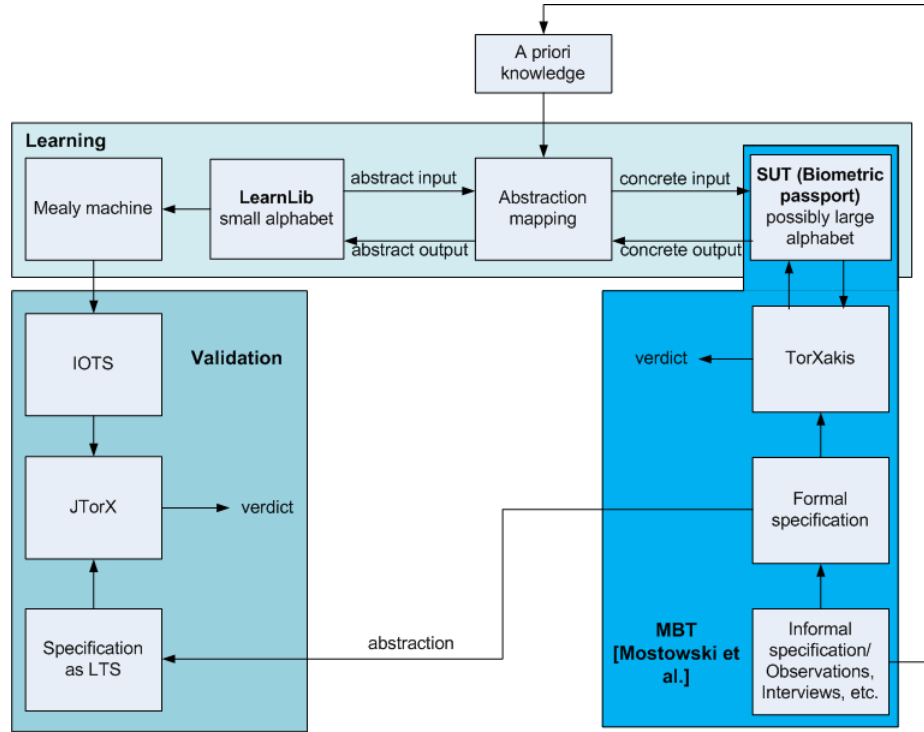 A priori
knowledge
Learning
Mealy machine
LearnLib
small alphabet
abstract input
abstract output
Abstraction
mapping
concrete input
concrete output
SUT (Biometric
passport)
possibly large
alphabet
IOTS
Validation
verdict
TorXakis
JTorX
verdict
Formal
specification
Specification
as LTS
abstraction
MBT
[Mostowski et
al.]
Informal
specification/
Observations,
Interviews, etc.